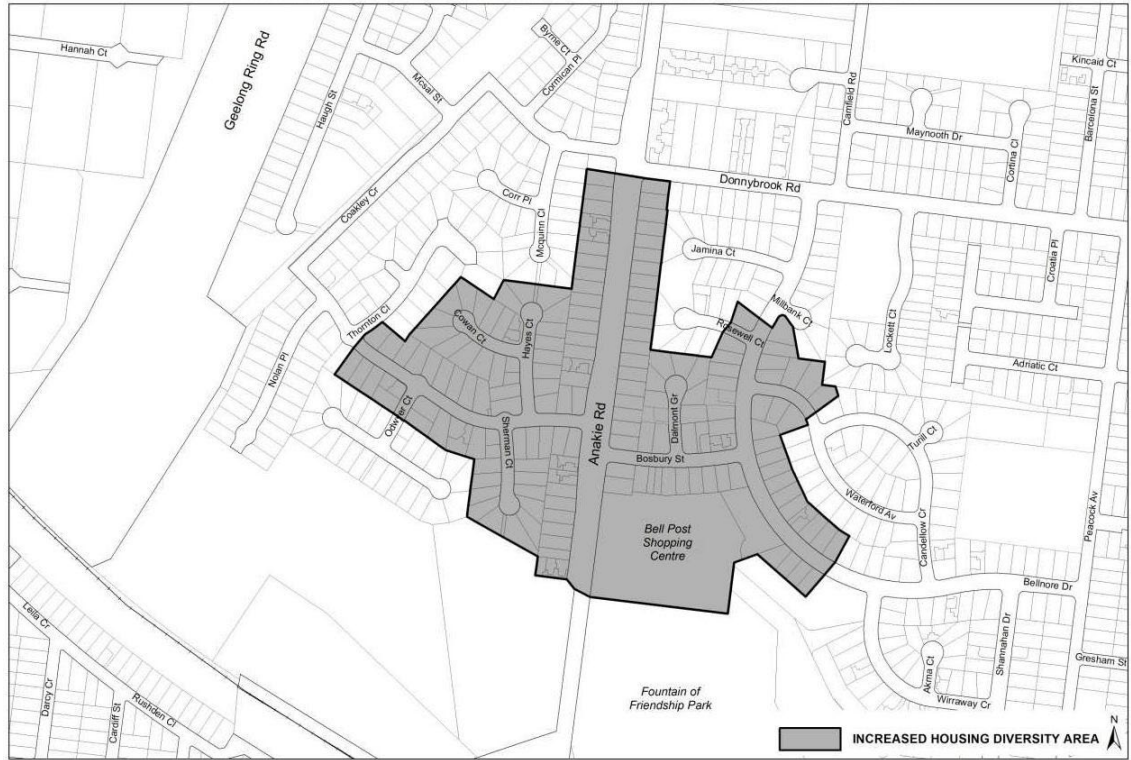 Hannah Ct
Geelong Ring Rd
Haugh St
Mcsal St
Byrne Ct
Cormican Pl
Camfield Rd
Kincaid Ct
Barcelona St
Maynooth Dr
Cortina Cl
Donnybrook Rd
Coakley Cr
Corr Pl
Mcquinn Cl
Jamina Ct
Croatia Pl
Millbank Ct
Lockett Ct
Rosewell Ct
Adriatic Ct
Thornton Cl
Cowan Ct
Hayes Ct
Nolan Pl
Odwyer Ct
Sherman Ct
Anakie Rd
Dalmont Gr
Bosbury St
Tunill Ct
Waterford Av
Candellow Cr
Peacock Av
Bell Post
Shopping
Centre
Bellnore Dr
Leila Cr
Darcy Cr
Cardiff St
Rushden Cl
Akma Ct
Shannahan Dr
Gresham St
Wirraway Cr
Fountain of
Friendship Park
INCREASED HOUSING DIVERSITY AREA
N